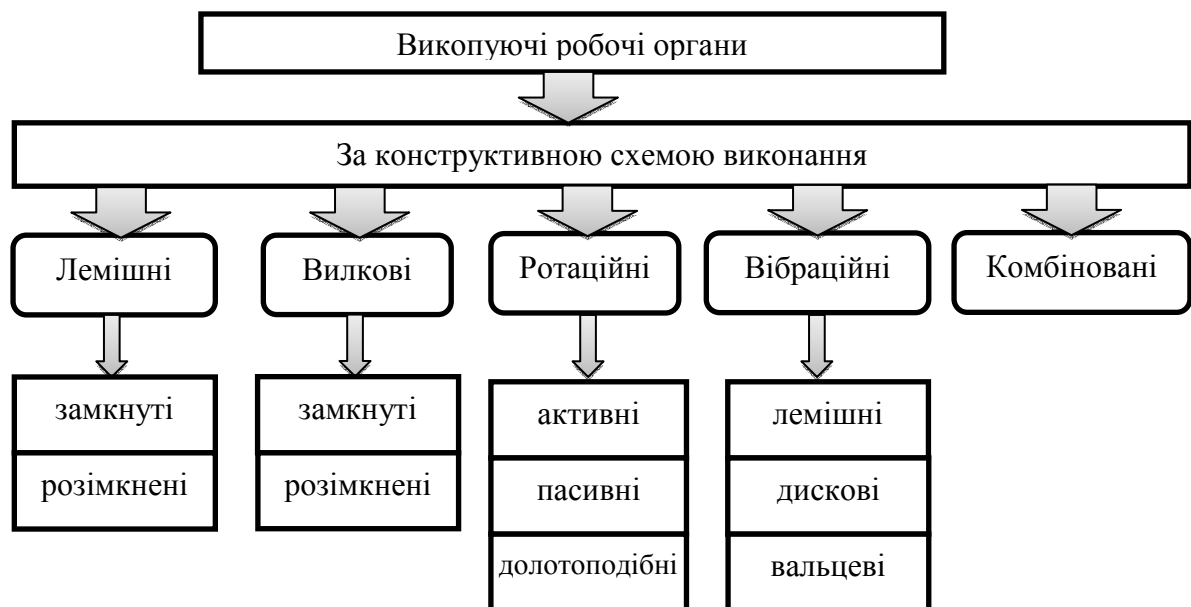 Викопуючі робочі органи
За конструктивною схемою виконання
Лемішні
Вилкові
Ротаційні
Вібраційні
Комбіновані
замкнуті
розімкнені
замкнуті
розімкнені
активні
пасивні
долотоподібні
лемішні
дискові
вальцеві